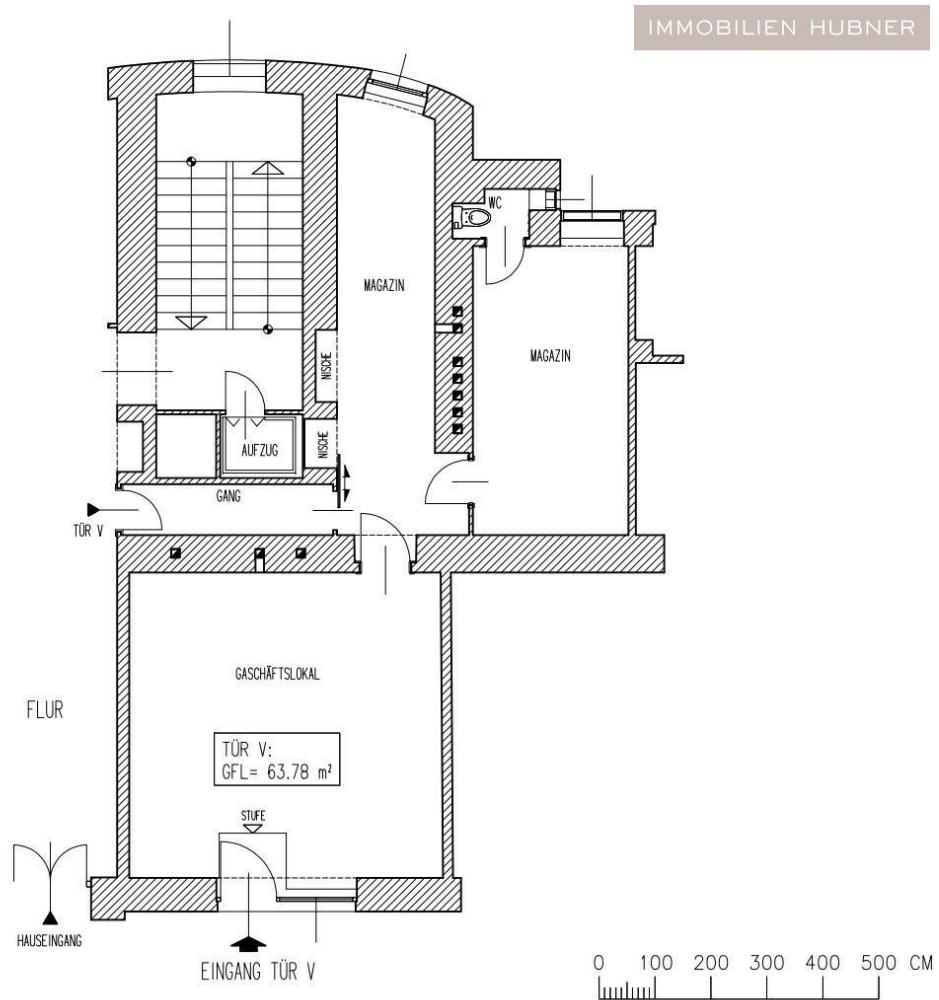 IMMOBILIEN HUBNER
WC
MAGAZIN
MAGAZIN
NISCHE
NISCHE
AUFZUG
GANG
TÜR V
GASCHÄFTSLOKAL
FLUR
TÜR V:
GFL= 63.78 m²
STUFE
HAUSEINGANG
EINGANG TÜR V
0 100 200 300 400 500 CM